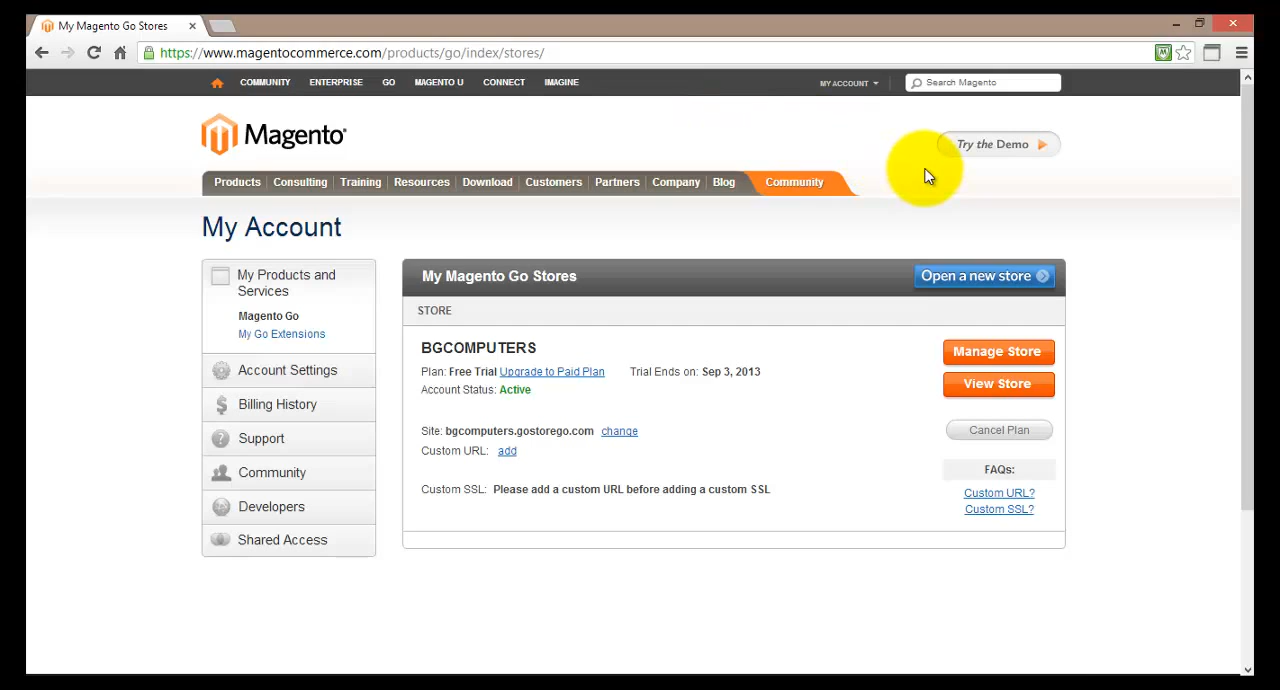 My Magento Go Stores
https://www.magentocommerce.com/products/go/index/stores/
COMMUNITY ENTERPRISE GO MAGENTO U CONNECT IMAGINE MY ACCOUNT Search Magento
Magento
Try the Demo
Products Consulting Training Resources Download Customers Partners Company Blog Community
My Account
My Products and Services
Magento Go
My Go Extensions
Account Settings
Billing History
Support
Community
Developers
Shared Access
My Magento Go Stores Open a new store
STORE
BGCOMPUTERS
Manage Store
Plan: Free Trial Upgrade to Paid Plan Trial Ends on: Sep 3, 2013
Account Status: Active
View Store
Site: bgcomputers.gostorego.com change
Cancel Plan
Custom URL: add
FAQs:
Custom SSL: Please add a custom URL before adding a custom SSL
Custom URL?
Custom SSL?